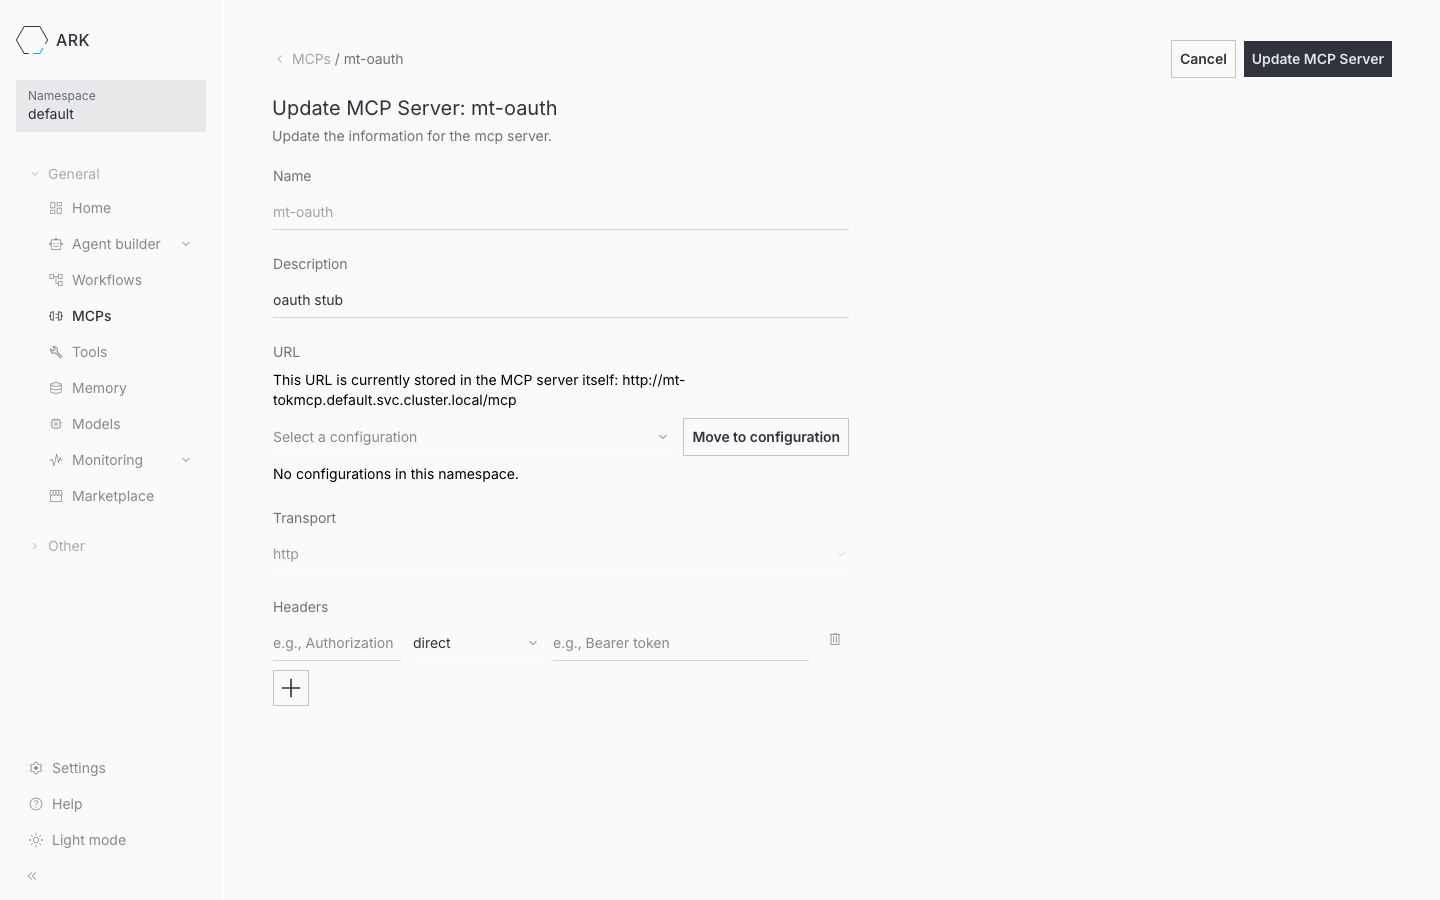 ARK
Namespace
default
General
Home
Agent builder
Workflows
MCPs
Tools
Memory
Models
Monitoring
Marketplace
Other
Settings
Help
Light mode
MCPs / mt-oauth
Cancel
Update MCP Server
Update MCP Server: mt-oauth
Update the information for the mcp server.
Name
mt-oauth
Description
oauth stub
URL
This URL is currently stored in the MCP server itself: http://mt-
tokmcp.default.svc.cluster.local/mcp
Select a configuration
Move to configuration
No configurations in this namespace.
Transport
http
Headers
e.g., Authorization
direct
e.g., Bearer token